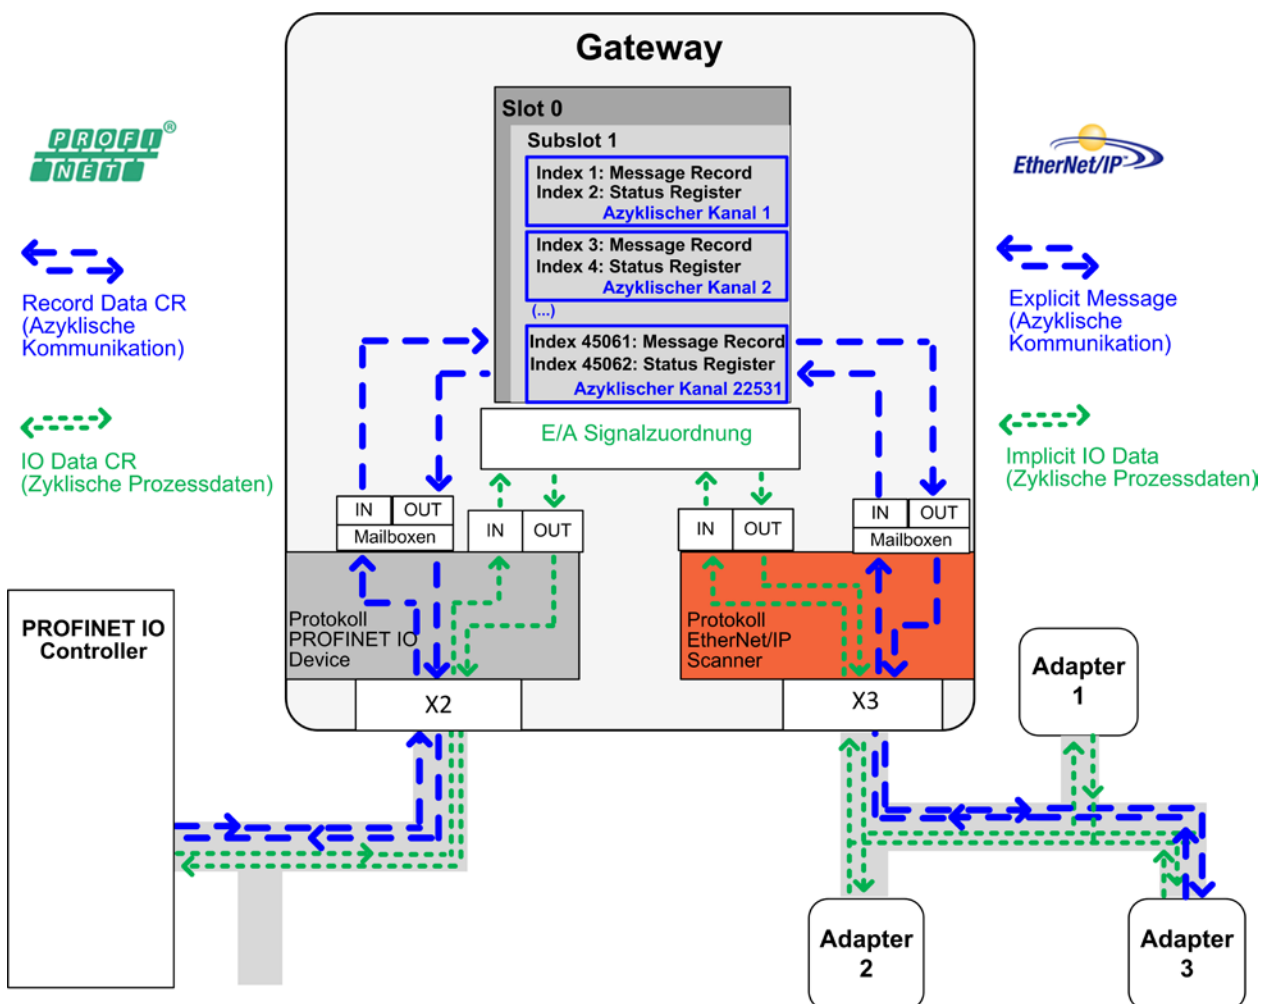 Gateway
Slot 0
Subslot 1
Index 1: Message Record
Index 2: Status Register
Azyklischer Kanal 1
Index 3: Message Record
Index 4: Status Register
Azyklischer Kanal 2
(...)
Index 45061: Message Record
Index 45062: Status Register
Azyklischer Kanal 22531
E/A Signalzuordnung
PROFI®
NET
Record Data CR
(Azyklische
Kommunikation)
IO Data CR
(Zyklische Prozessdaten)
EtherNet/IP™
Explicit Message
(Azyklische
Kommunikation)
Implicit IO Data
(Zyklische Prozessdaten)
IN OUT
Mailboxen
IN OUT
IN OUT
IN OUT
Mailboxen
Protokoll
PROFINET IO
Device
X2
Protokoll
EtherNet/IP
Scanner
X3
PROFINET IO
Controller
Adapter
1
Adapter
2
Adapter
3